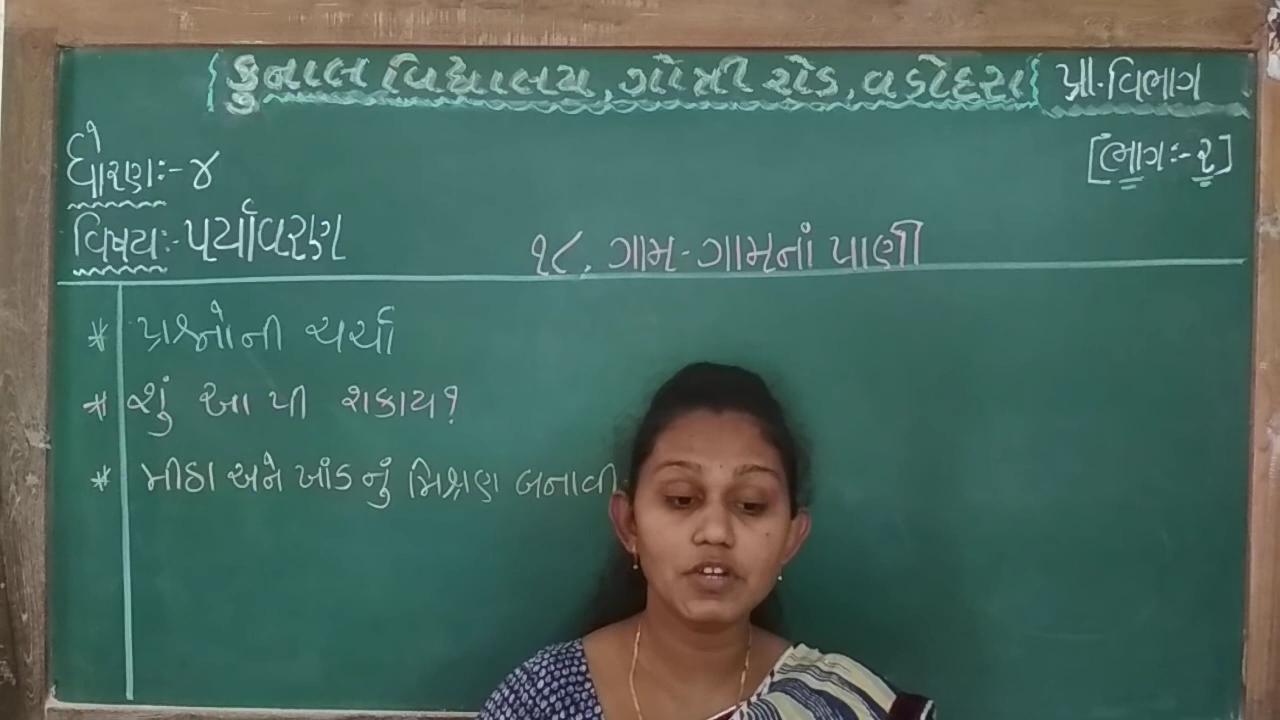 { કુનાલ વિદ્યાલય, ગોત્રી રોડ, વડોદરા } પ્રા.વિભાગ
ધોરણઃ-૪
[ભાગઃ-૨]
વિષયઃ-પર્યાવરણ
૧૮. ગામ-ગામનાં પાણી
* પ્રશ્નોની ચર્ચા
* શું આ પી શકાય?
* મીઠા અને ખાંડનું મિશ્રણ બનાવી